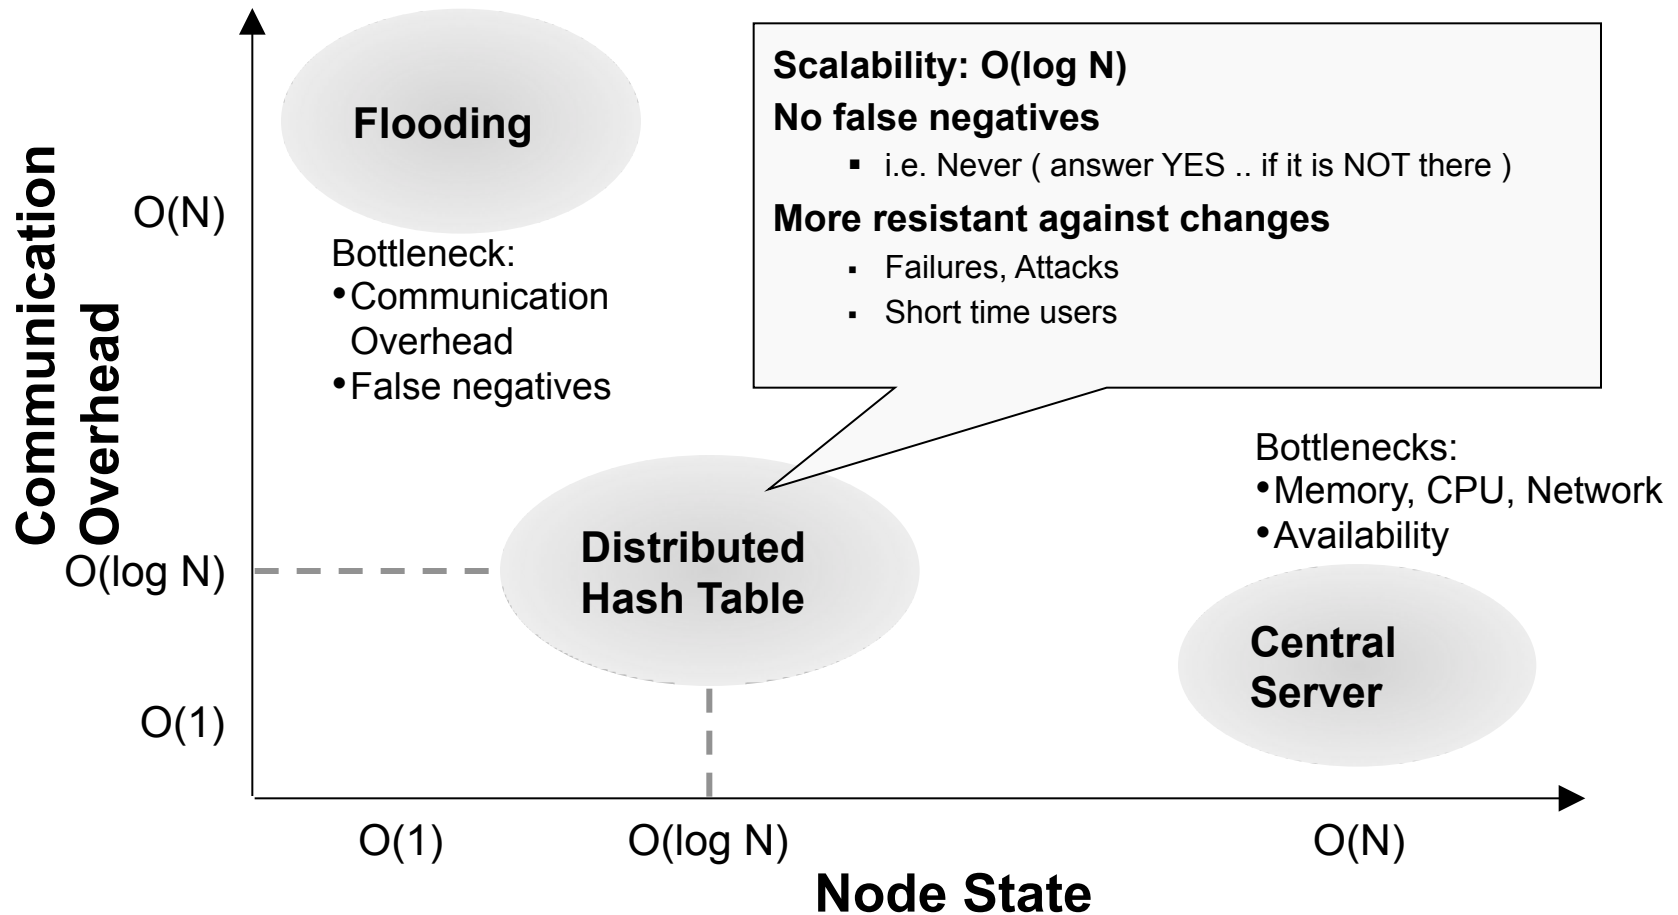 Communication
Overhead
Flooding
O(N)
Bottleneck:
•Communication
Overhead
•False negatives
Scalability: O(log N)
No false negatives
▪ i.e. Never ( answer YES .. if it is NOT there )
More resistant against changes
▪ Failures, Attacks
▪ Short time users
Bottlenecks:
•Memory, CPU, Network
•Availability
O(log N)
Distributed
Hash Table
Central
Server
O(1)
O(1)
O(log N)
O(N)
Node State